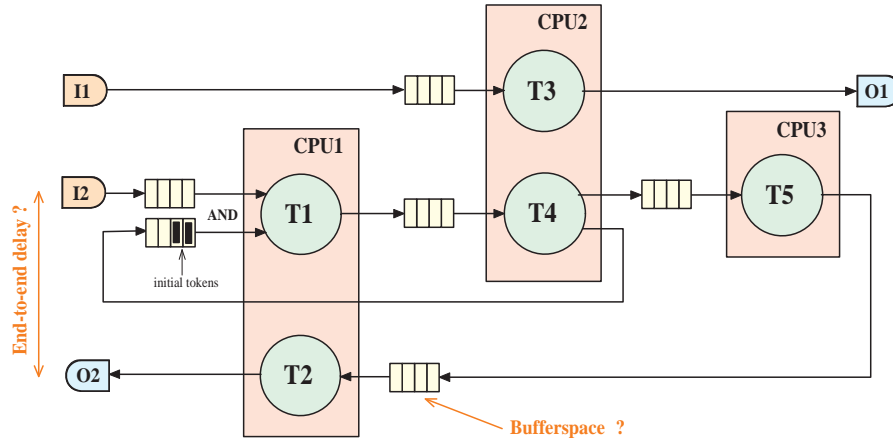 CPU2
I1
T3
O1
CPU1
CPU3
I2
AND
T1
T4
T5
initial tokens
End-to-end delay ?
O2
T2
Bufferspace ?